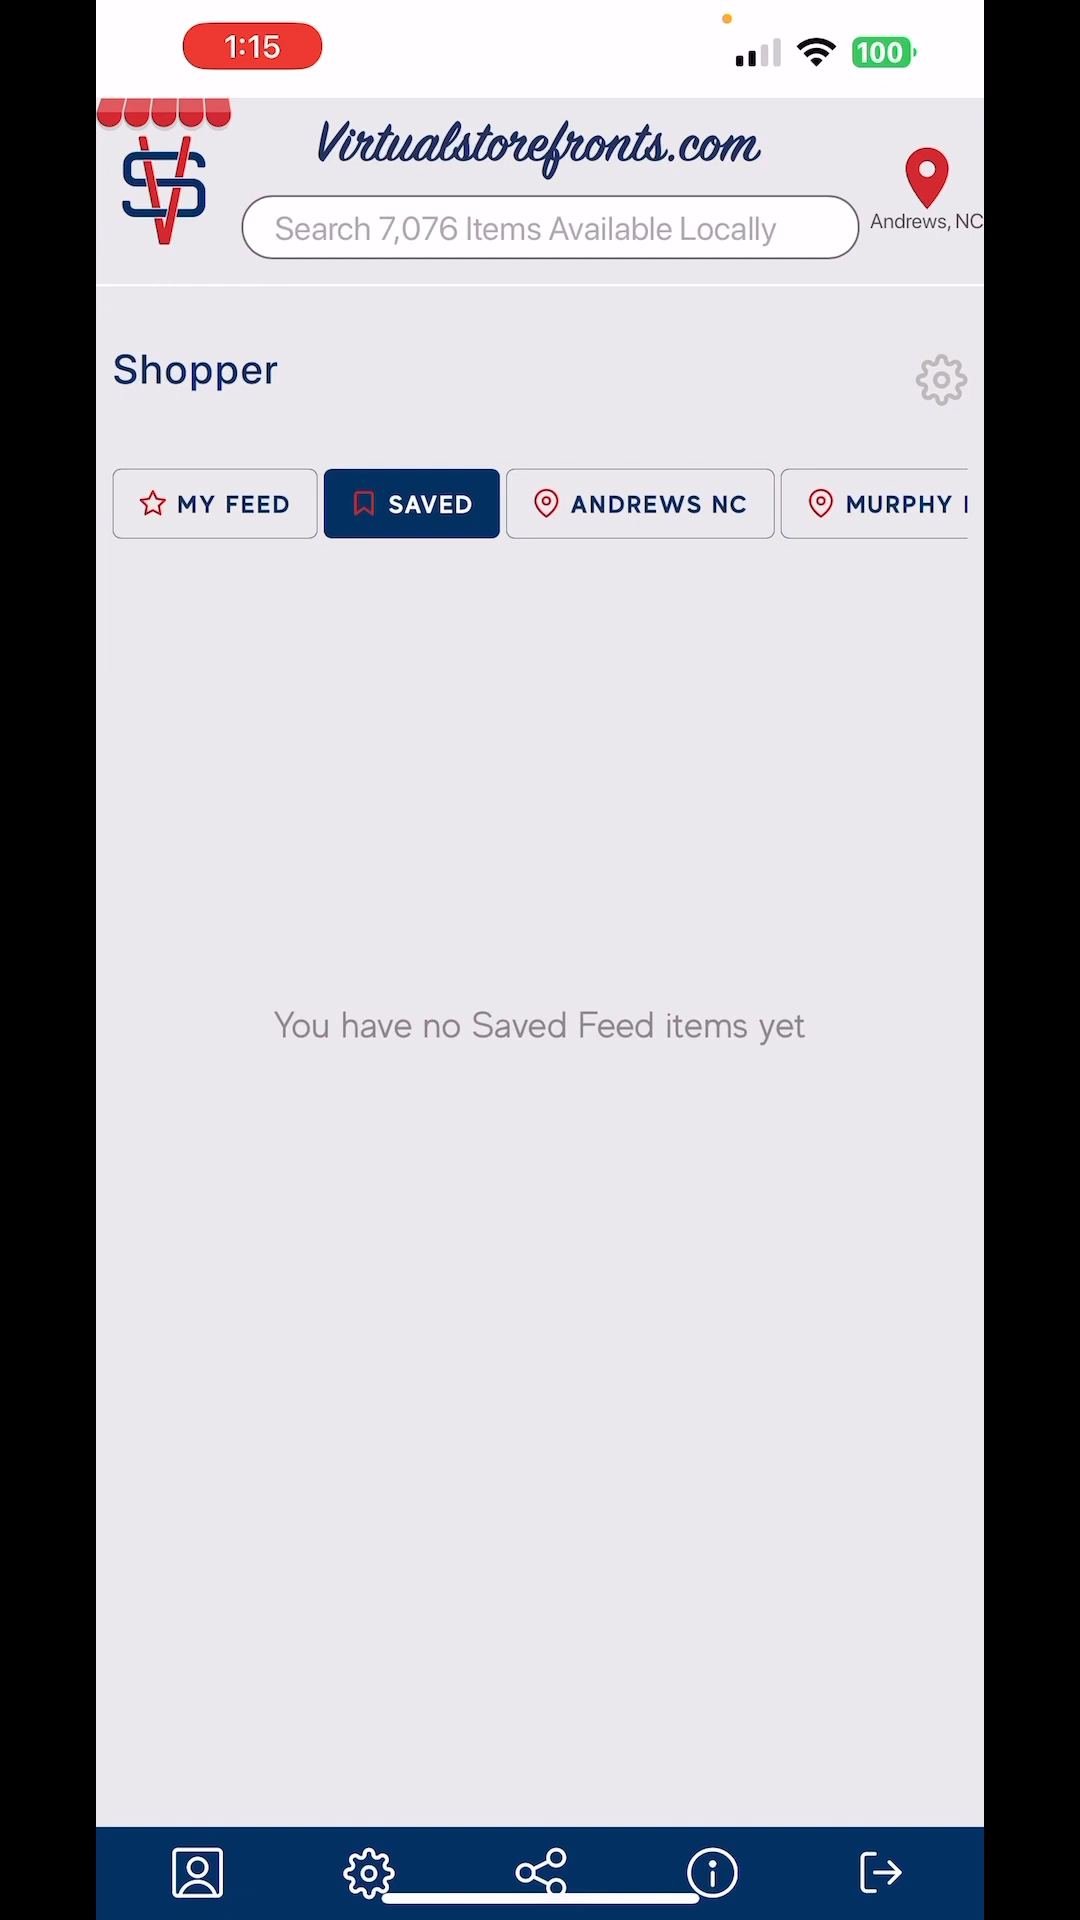 1:15
100
Virtualstorefronts.com
VS
Search 7,076 Items Available Locally
Andrews, NC
Shopper
MY FEED
SAVED
ANDREWS NC
MURPHY
You have no Saved Feed items yet